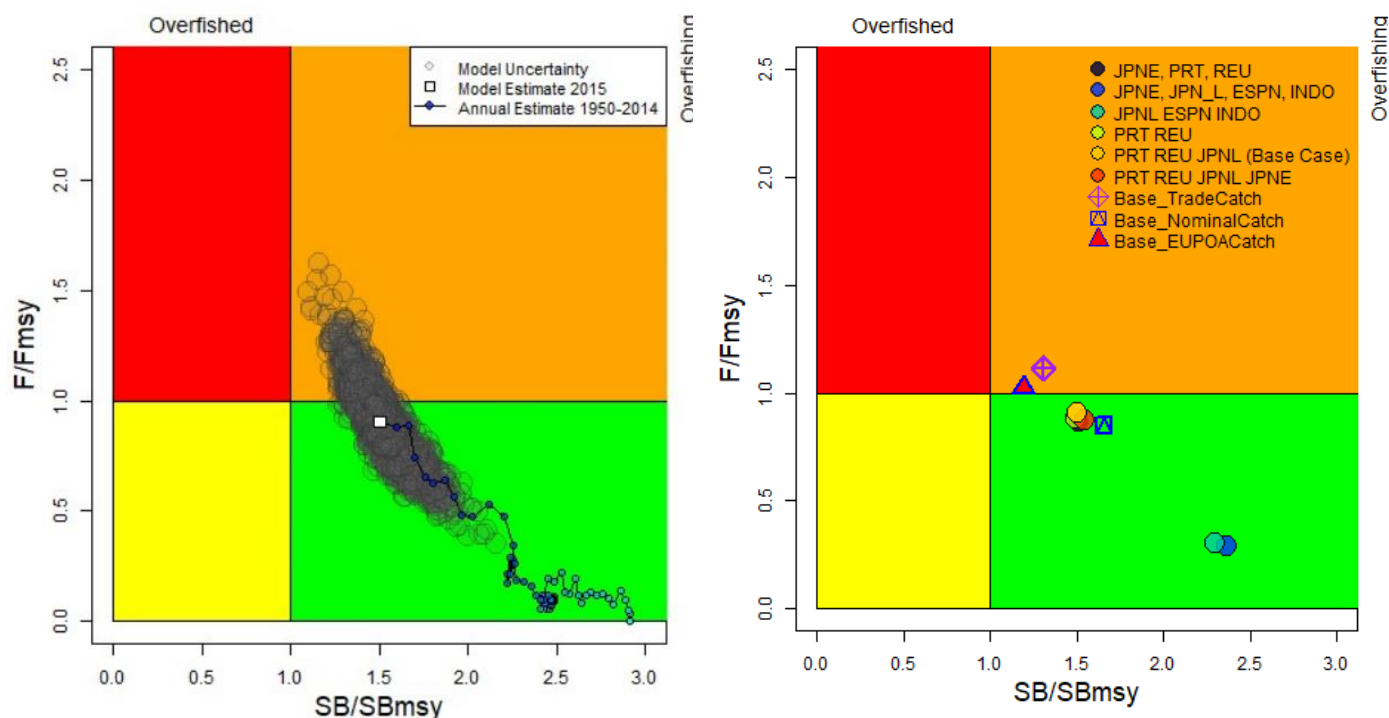 Overfished
Overfishing
Model Uncertainty
Model Estimate 2015
Annual Estimate 1950-2014
F/Fmsy
2.5
2.0
1.5
1.0
0.5
0.0
0.0 1.0 1.5 2.0 2.5 3.0
0.5
SB/SBmsy
Overfished
Overfishing
JPNE, PRT, REU
JPNE, JPN_L, ESPN, INDO
JPNL ESPN INDO
PRT REU
PRT REU JPNL (Base Case)
PRT REU JPNL JPNE
Base_TradeCatch
Base_NominalCatch
Base_EUPOACatch
F/Fmsy
2.5
2.0
1.5
1.0
0.5
0.0
0.0 0.5 1.0 1.5 2.0 2.5 3.0
SB/SBmsy